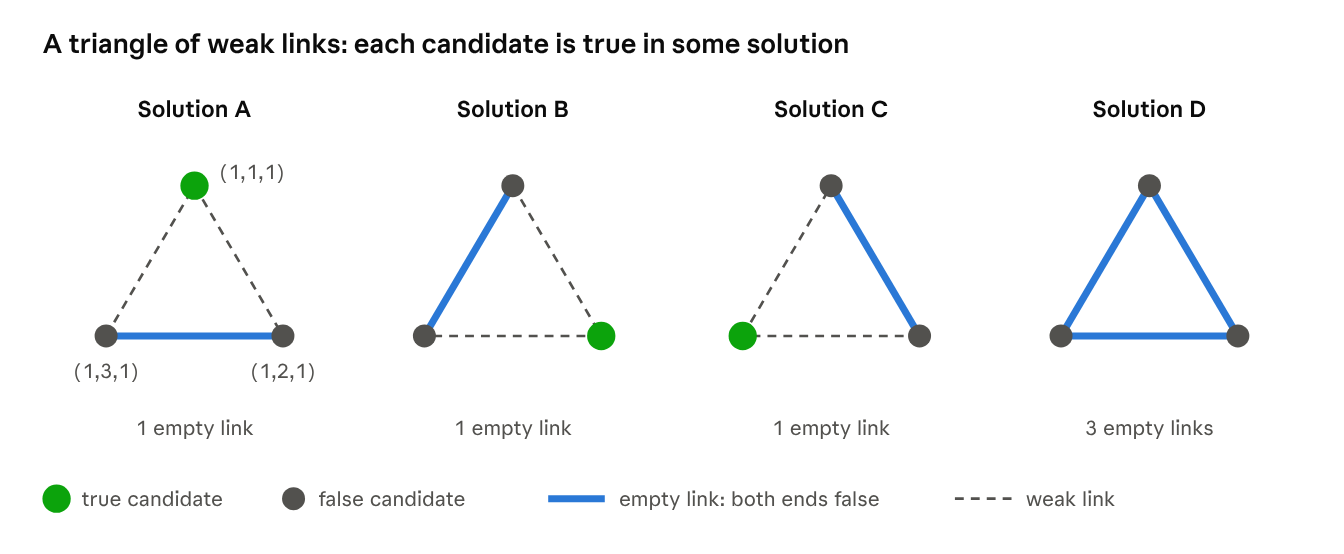 A triangle of weak links: each candidate is true in some solution
Solution A
Solution B
Solution C
Solution D
(1,1,1)
(1,3,1)
(1,2,1)
1 empty link
1 empty link
1 empty link
3 empty links
true candidate
false candidate
empty link: both ends false
weak link